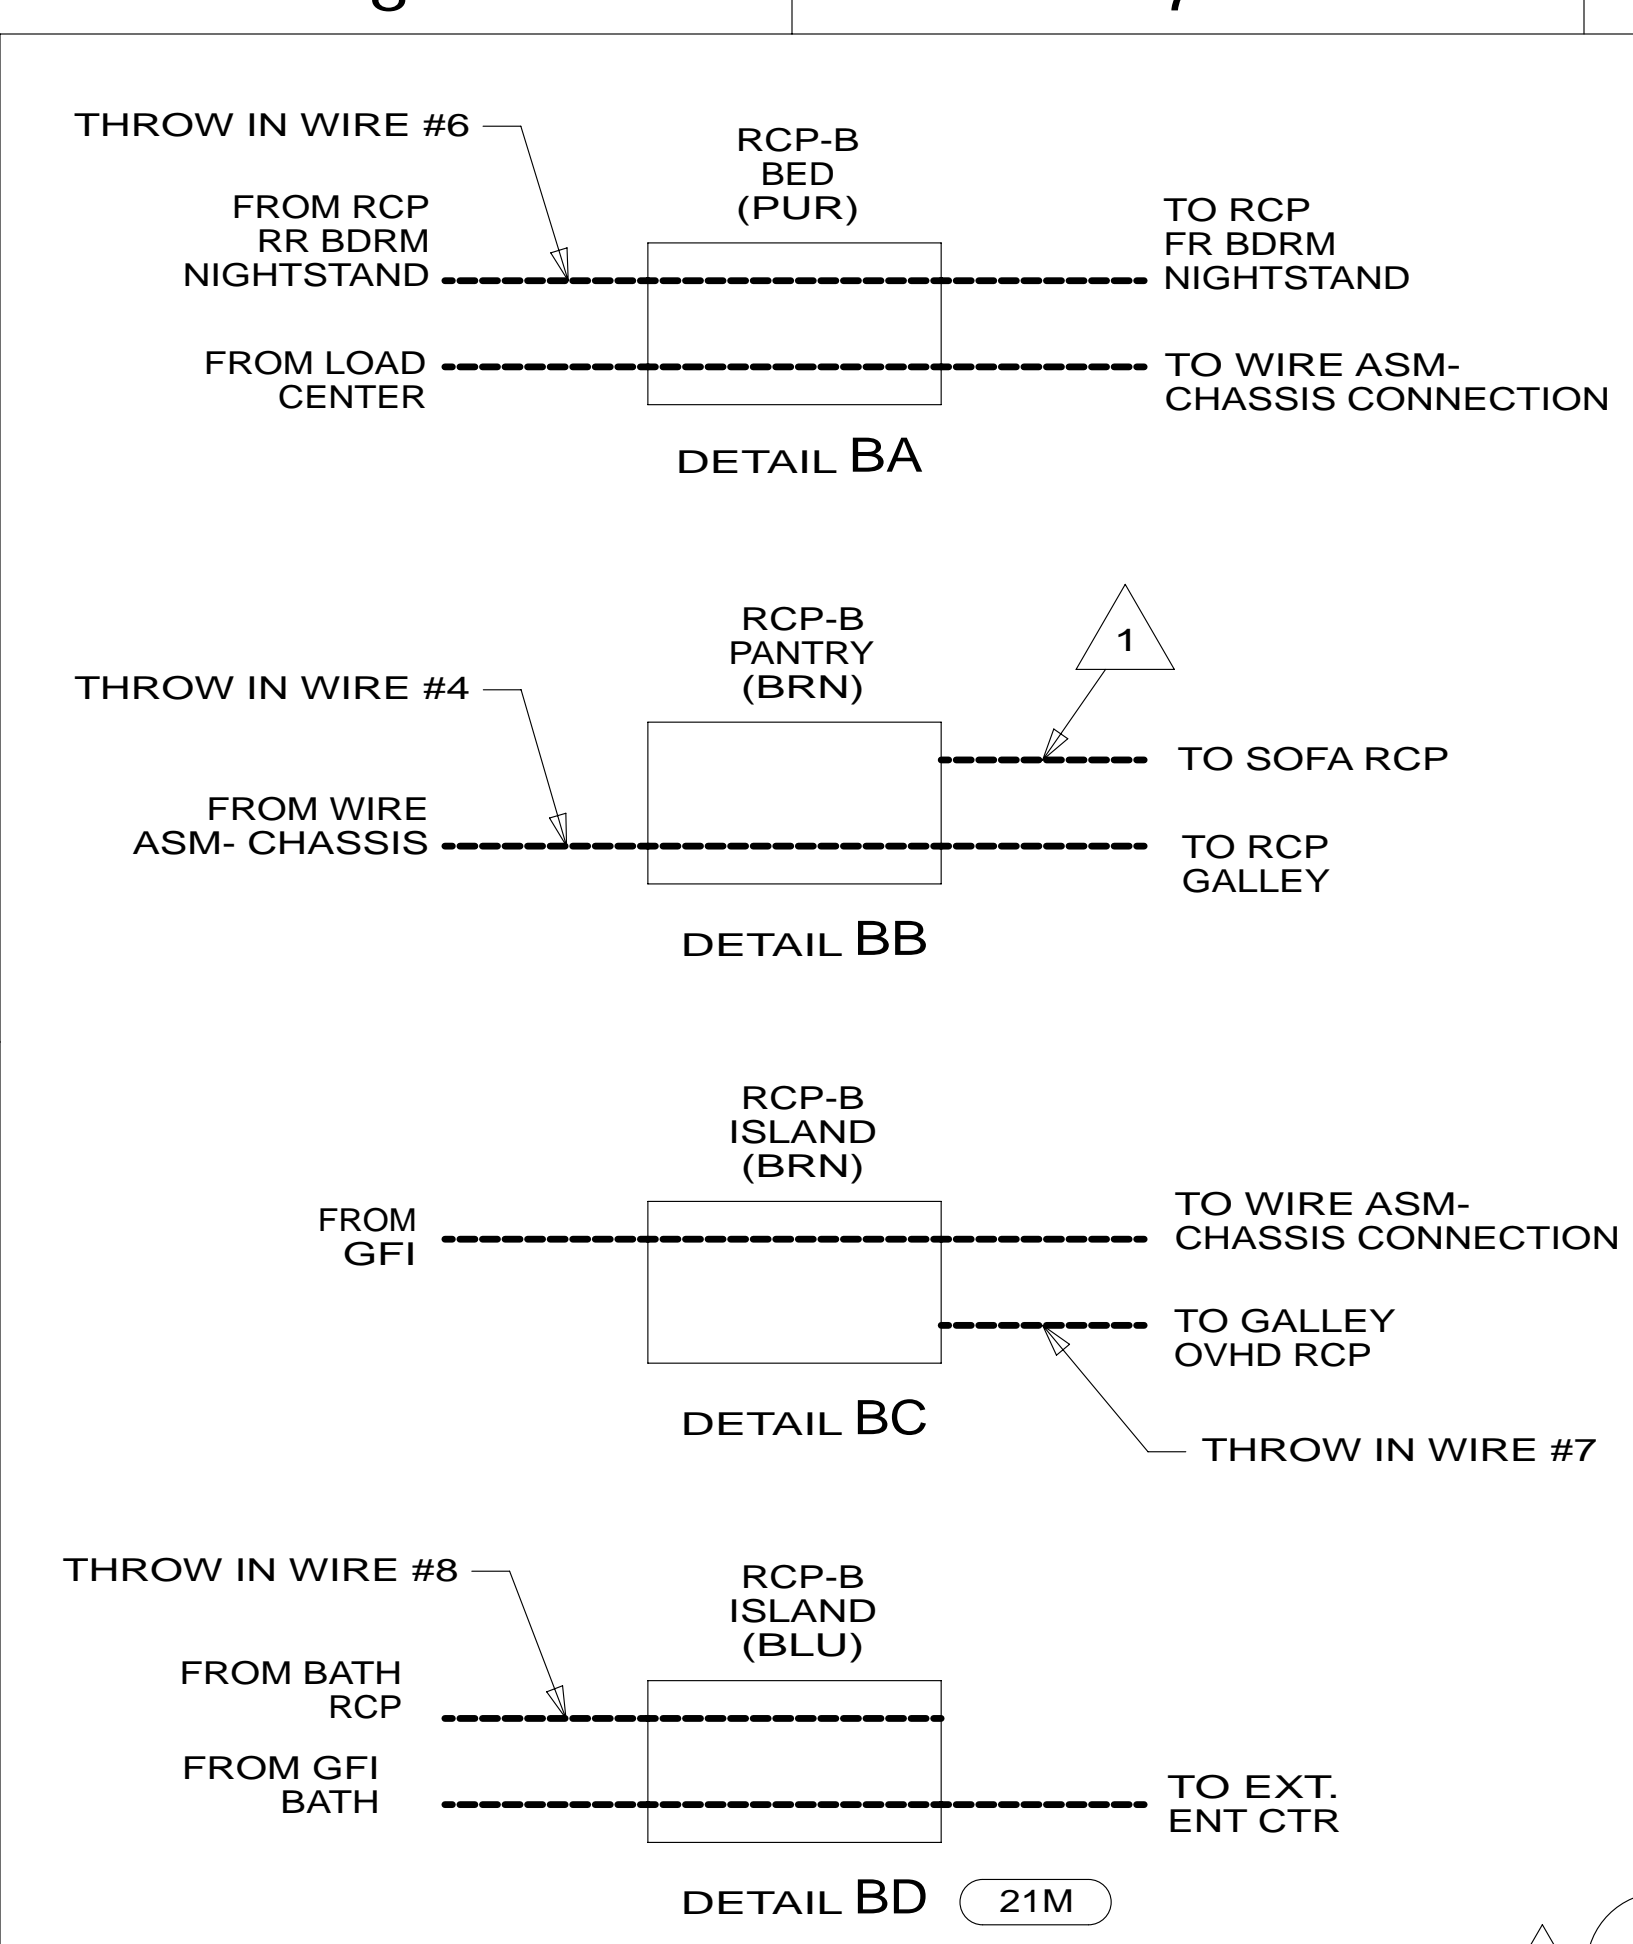 THROW IN WIRE #6
RCP-B
BED
(PUR)
FROM RCP
RR BDRM
NIGHTSTAND
TO RCP
FR BDRM
NIGHTSTAND
FROM LOAD
CENTER
TO WIRE ASM-
CHASSIS CONNECTION
DETAIL BA
RCP-B
PANTRY
(BRN)
1
THROW IN WIRE #4
TO SOFA RCP
FROM WIRE
ASM- CHASSIS
TO RCP
GALLEY
DETAIL BB
RCP-B
ISLAND
(BRN)
FROM
GFI
TO WIRE ASM-
CHASSIS CONNECTION
TO GALLEY
OVHD RCP
DETAIL BC
THROW IN WIRE #7
THROW IN WIRE #8
RCP-B
ISLAND
(BLU)
FROM BATH
RCP
FROM GFI
BATH
TO EXT.
ENT CTR
DETAIL BD
21M